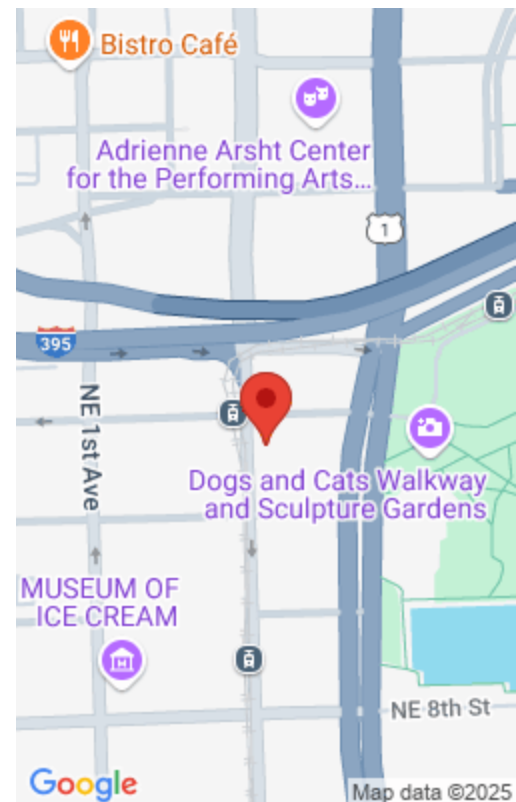 Bistro Café
Adrienne Arsht Center
for the Performing Arts...
1
395
NE 1st Ave
Dogs and Cats Walkway
and Sculpture Gardens
MUSEUM OF
ICE CREAM
M
NE 8th St
Google
Map data ©2025